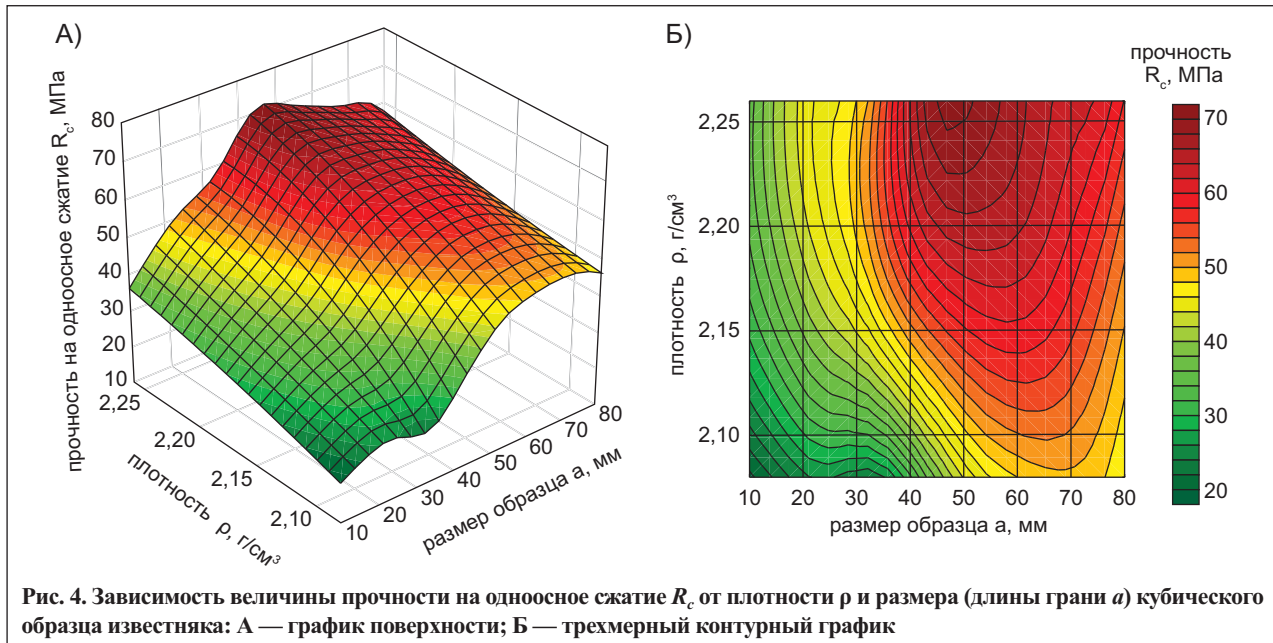 А)
прочность на одноосное сжатие R_c, МПа
80
70
60
50
40
30
20
10
2,25
2,20
2,15
2,10
плотность ρ, г/см³
10
20
30
40
50
60
70
80
размер образца а, мм
Б)
плотность ρ, г/см³
2,25
2,20
2,15
2,10
10 20 30 40 50 60 70 80
размер образца а, мм
прочность
R_c, МПа
70
60
50
40
30
20
Рис. 4. Зависимость величины прочности на одноосное сжатие R_c от плотности ρ и размера (длины грани a) кубического
образца известняка: А — график поверхности; Б — трехмерный контурный график